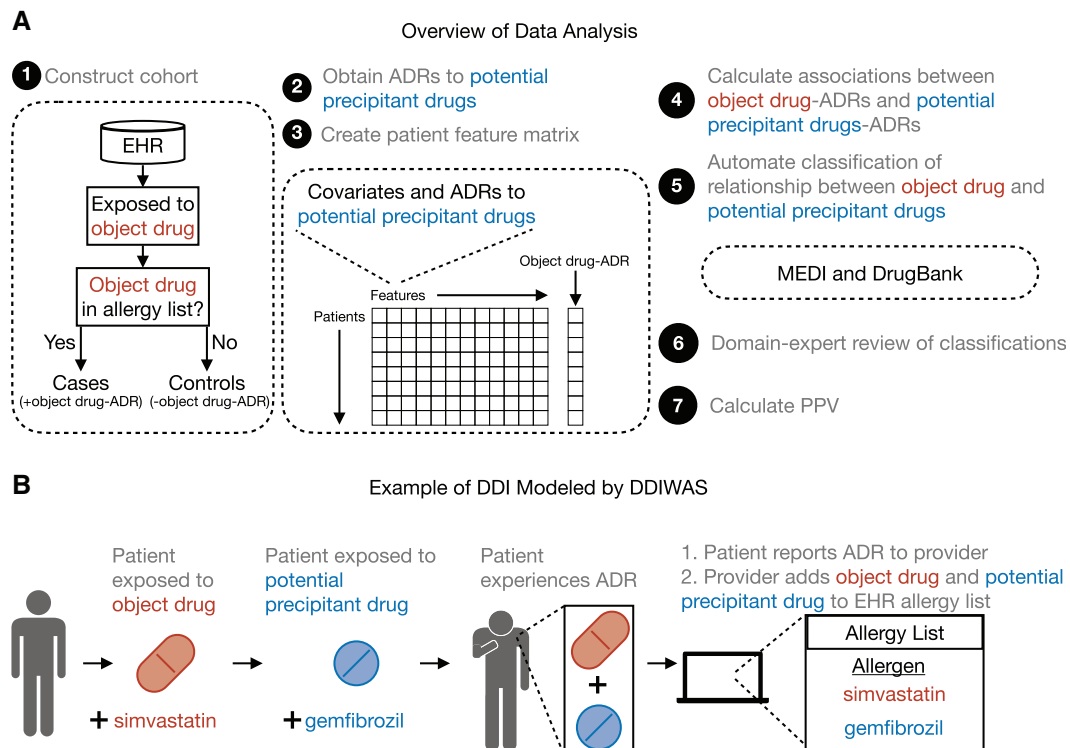 A
Overview of Data Analysis
1 Construct cohort
EHR
Exposed to
object drug
Object drug
in allergy list?
Yes
No
Cases
(+object drug-ADR)
Controls
(-object drug-ADR)
2 Obtain ADRs to potential
precipitant drugs
3 Create patient feature matrix
Covariates and ADRs to
potential precipitant drugs
Object drug-ADR
Features
Patients
4 Calculate associations between
object drug-ADRs and potential
precipitant drugs-ADRs
5 Automate classification of
relationship between object drug and
potential precipitant drugs
MEDI and DrugBank
6 Domain-expert review of classifications
7 Calculate PPV
B
Example of DDI Modeled by DDIWAS
Patient
exposed to
object drug
+ simvastatin
Patient exposed to
potential
precipitant drug
+ gemfibrozil
Patient
experiences ADR
+
1. Patient reports ADR to provider
2. Provider adds object drug and potential
precipitant drug to EHR allergy list
Allergy List
Allergen
simvastatin
gemfibrozil